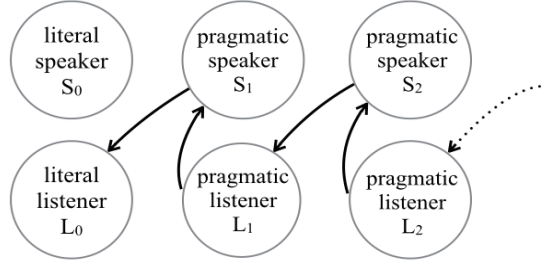 literal
speaker
S0
pragmatic
speaker
S1
pragmatic
speaker
S2
literal
listener
L0
pragmatic
listener
L1
pragmatic
listener
L2